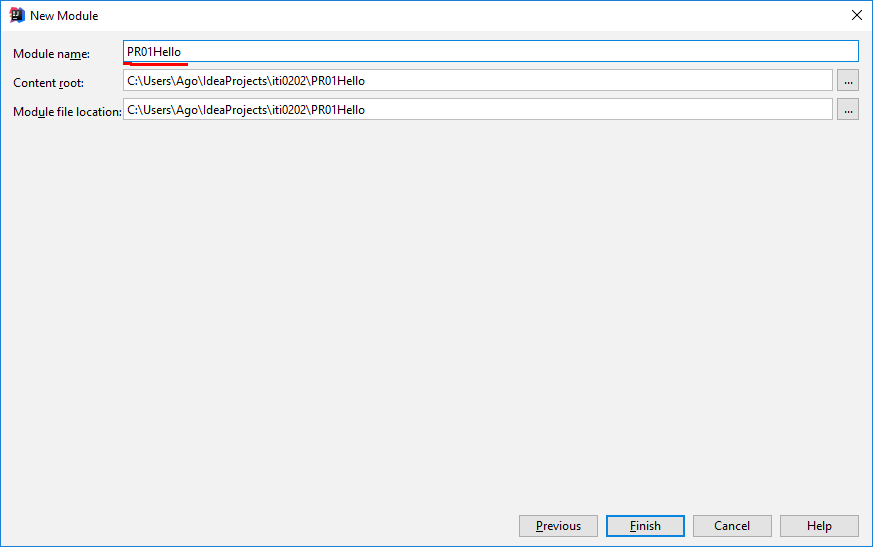 New Module
Module name: PR01Hello
Content root: C:\Users\Ago\IdeaProjects\iti0202\PR01Hello ...
Module file location: C:\Users\Ago\IdeaProjects\iti0202\PR01Hello ...
Previous Finish Cancel Help